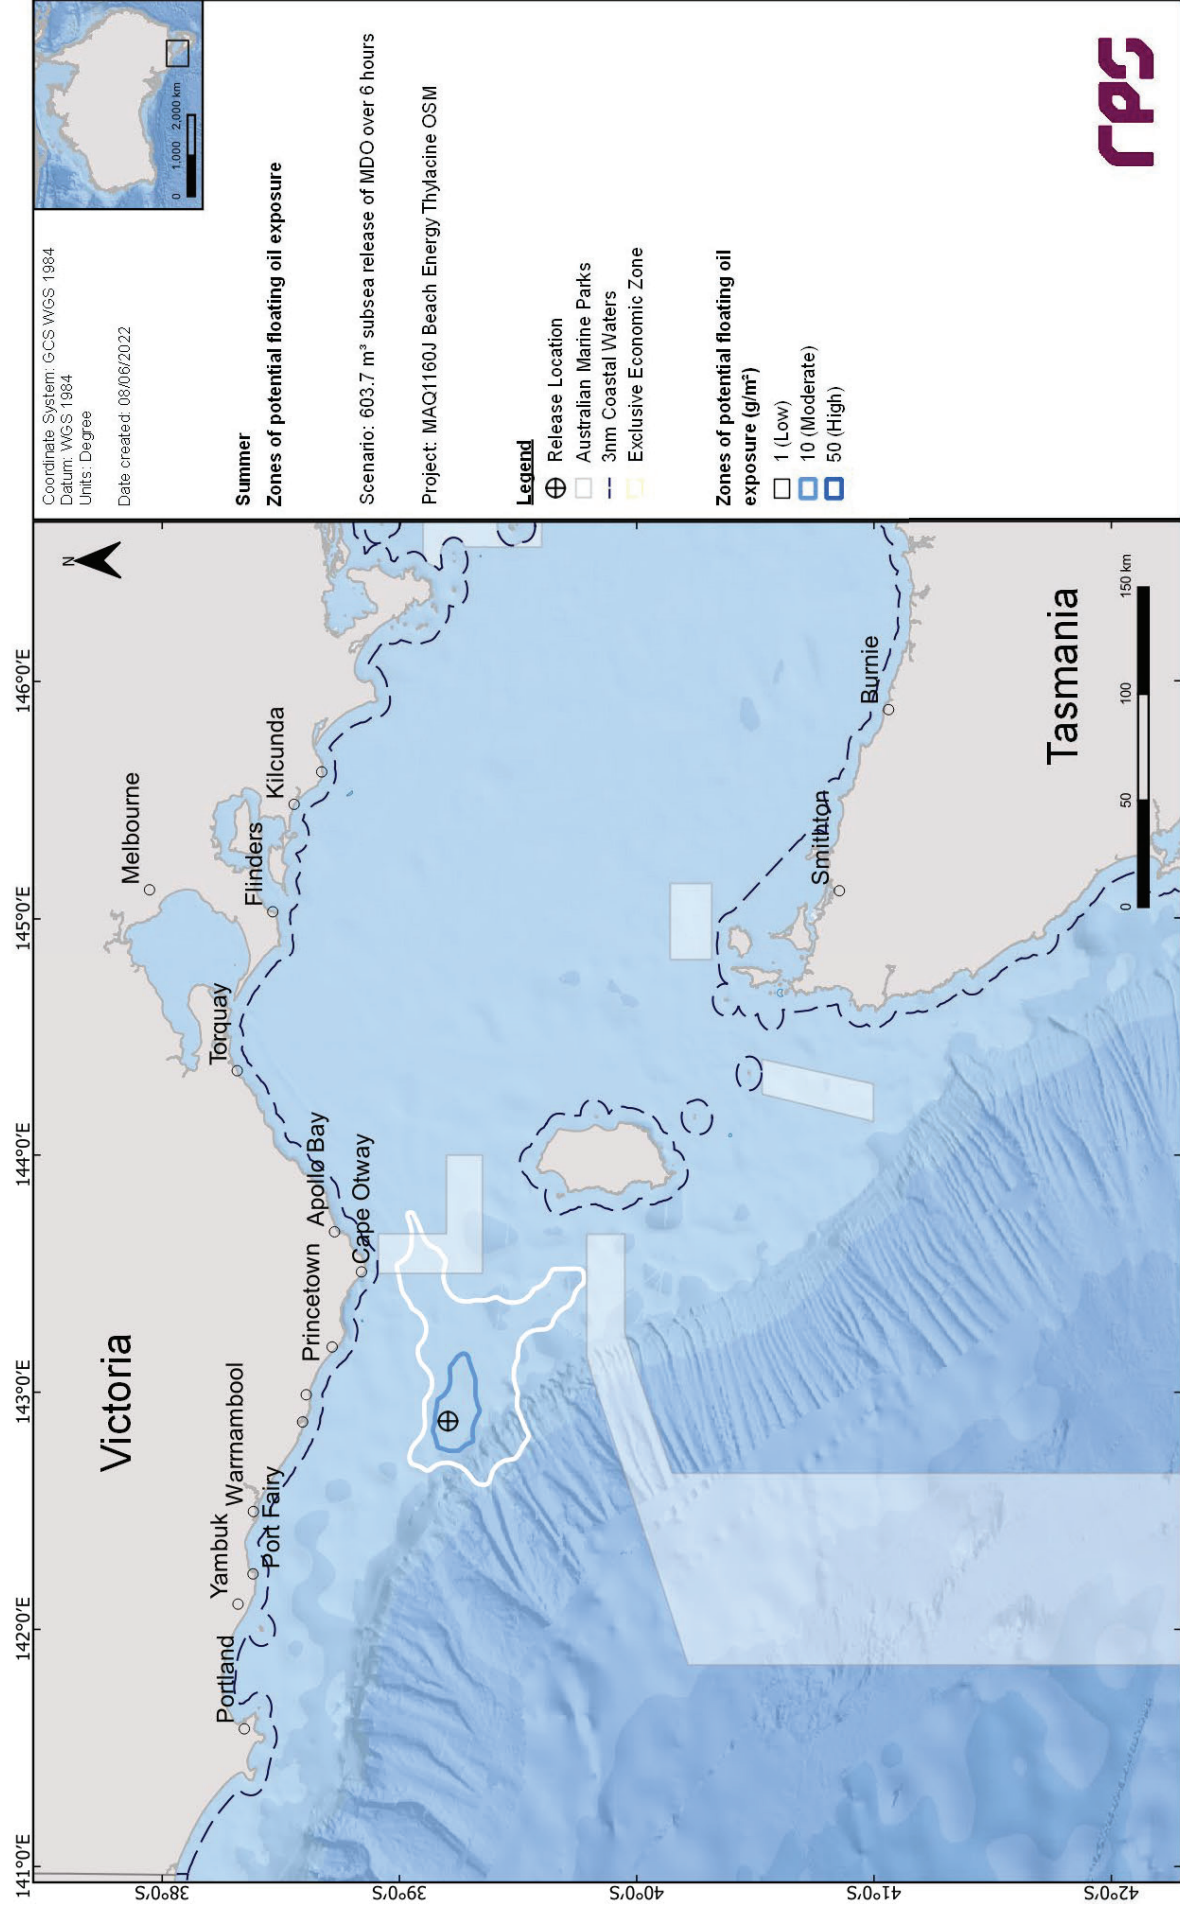 141°0'E
142°0'E
143°0'E
144°0'E
145°0'E
146°0'E
38°0'S
39°0'S
40°0'S
41°0'S
42°0'S
N
Victoria
Melbourne
Portland
Yambuk
Warrnambool
Port Fairy
Princetown
Apollo Bay
Cape Otway
Torquay
Flinders
Kilcunda
Smithton
Burnie
Tasmania
0 50 100 150 km
Coordinate System: GCS WGS 1984
Datum: WGS 1984
Units: Degree
Date created: 08/06/2022
0 1,000 2,000 km
Summer
Zones of potential floating oil exposure
Scenario: 603.7 m³ subsea release of MDO over 6 hours
Project: MAQ1160J Beach Energy Thylacine OSM
Legend
Release Location
Australian Marine Parks
3nm Coastal Waters
Exclusive Economic Zone
Zones of potential floating oil
exposure (g/m²)
1 (Low)
10 (Moderate)
50 (High)
rps